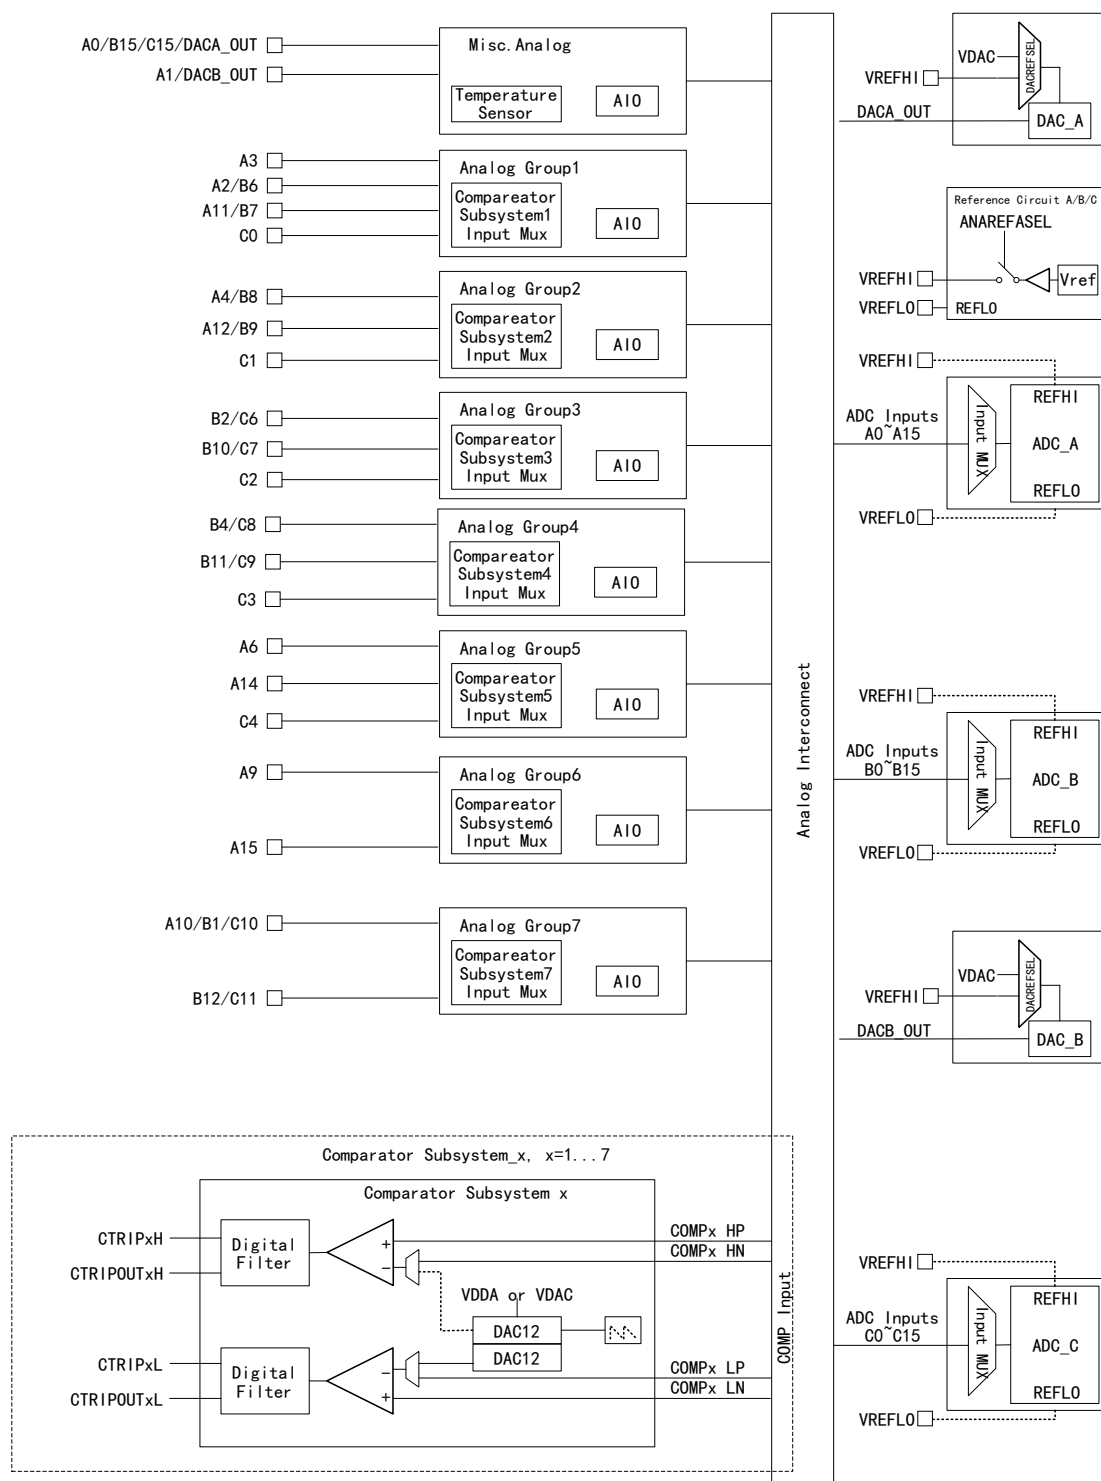 A0/B15/C15/DACA_OUT
A1/DACB_OUT
Misc.Analog
Temperature
Sensor
AIO
A3
A2/B6
A11/B7
C0
Analog Group1
Compareator
Subsystem1
Input Mux
AIO
A4/B8
A12/B9
C1
Analog Group2
Compareator
Subsystem2
Input Mux
AIO
B2/C6
B10/C7
C2
Analog Group3
Compareator
Subsystem3
Input Mux
AIO
B4/C8
B11/C9
C3
Analog Group4
Compareator
Subsystem4
Input Mux
AIO
A6
A14
C4
Analog Group5
Compareator
Subsystem5
Input Mux
AIO
A9
A15
Analog Group6
Compareator
Subsystem6
Input Mux
AIO
A10/B1/C10
B12/C11
Analog Group7
Compareator
Subsystem7
Input Mux
AIO
Analog Interconnect
VDAC
VREFHI
DACREFSEL
DACA_OUT
DAC_A
Reference Circuit A/B/C
ANAREFASEL
VREFHI
Vref
VREFLO
REFLO
VREFHI
REFHI
ADC Inputs
A0~A15
Input MUX
ADC_A
REFLO
VREFLO
VREFHI
REFHI
ADC Inputs
B0~B15
Input MUX
ADC_B
REFLO
VREFLO
VDAC
VREFHI
DACREFSEL
DACB_OUT
DAC_B
VREFHI
REFHI
ADC Inputs
C0~C15
Input MUX
ADC_C
REFLO
VREFLO
Comparator Subsystem_x, x=1...7
Comparator Subsystem x
CTRIPxH
CTRIPOUTxH
Digital
Filter
+
−
COMPx HP
COMPx HN
VDDA or VDAC
DAC12
DAC12
CTRIPxL
CTRIPOUTxL
Digital
Filter
−
+
COMPx LP
COMPx LN
COMP Input